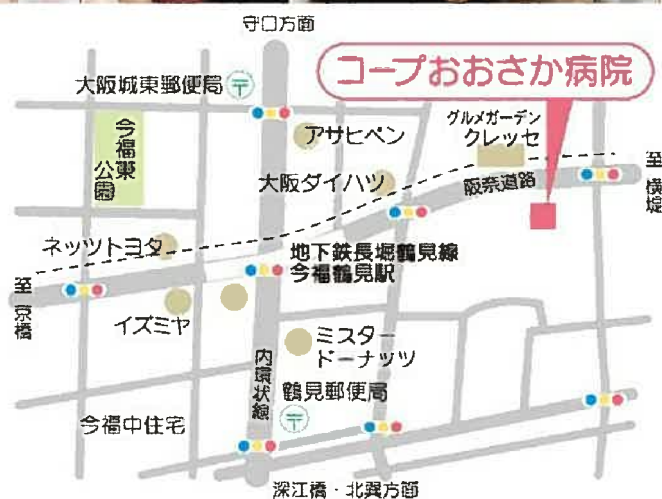 守口方面
コープおおさか病院
大阪城東郵便局
〒
今福東
公園
アサヒペン
グルメガーデン
クレッセ
大阪ダイハツ
阪奈道路
至 横堤
ネッツトヨタ
地下鉄長堀鶴見線
今福鶴見駅
至 京橋
イズミヤ
ミスター
ドーナッツ
内環状線
鶴見郵便局
〒
今福中住宅
深江橋・北巽方面